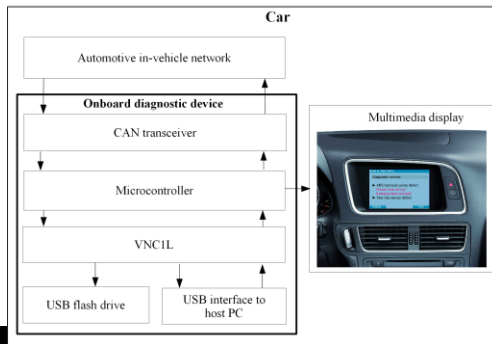 Car
Automotive in-vehicle network
Onboard diagnostic device
CAN transceiver
Microcontroller
VNC1L
USB flash drive
USB interface to
host PC
Multimedia display